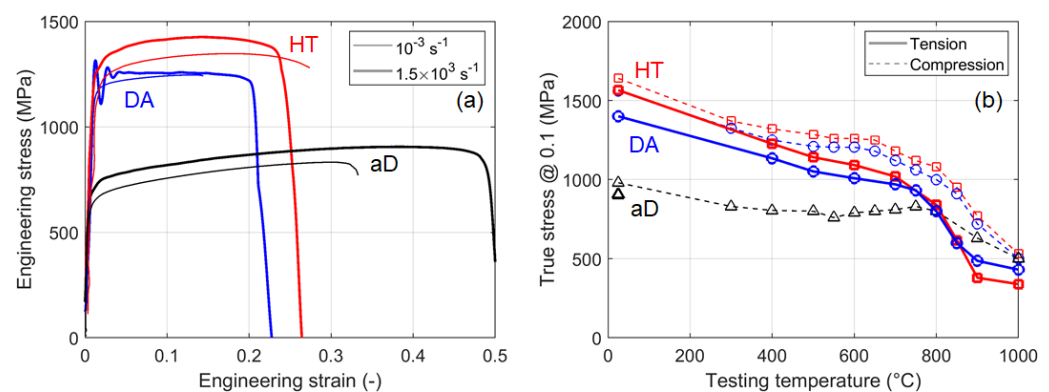 1500
1000
500
0
0
0.1
0.2
0.3
0.4
0.5
Engineering stress (MPa)
Engineering strain (-)
HT
DA
aD
10⁻³ s⁻¹
1.5×10³ s⁻¹
(a)
2000
1500
1000
500
0
0
200
400
600
800
1000
True stress @ 0.1 (MPa)
Testing temperature (°C)
HT
DA
aD
Tension
Compression
(b)